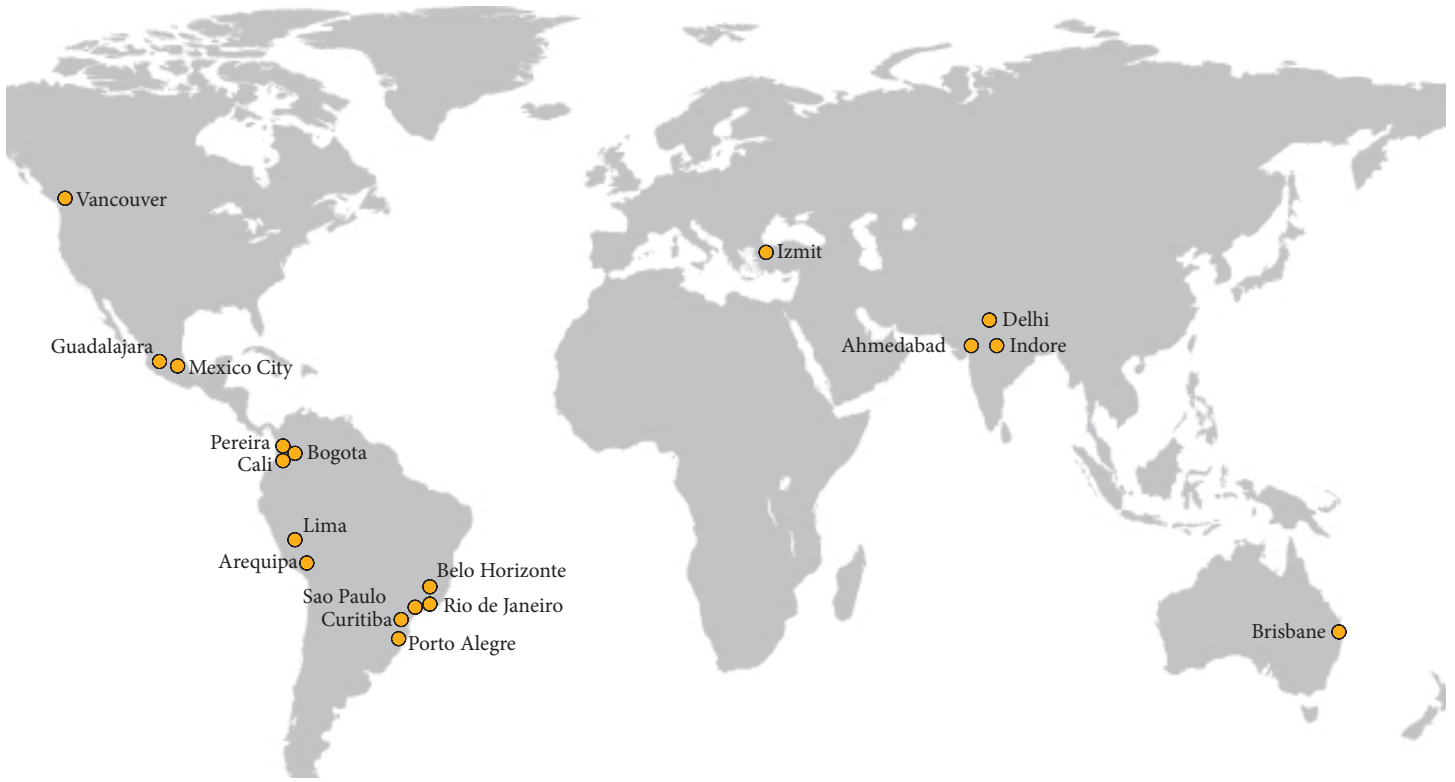 Vancouver
Izmit
Delhi
Ahmedabad
Indore
Guadalajara
Mexico City
Pereira
Bogota
Cali
Lima
Arequipa
Belo Horizonte
Sao Paulo
Rio de Janeiro
Curitiba
Porto Alegre
Brisbane